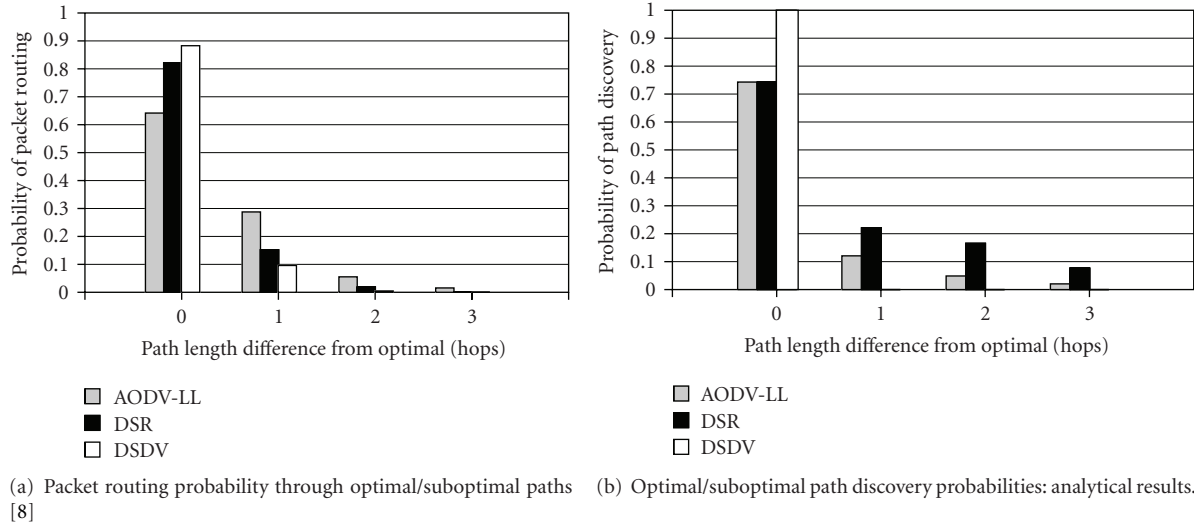 1
0.9
0.8
0.7
0.6
0.5
0.4
0.3
0.2
0.1
0
Probability of packet routing
0 1 2 3
Path length difference from optimal (hops)
AODV-LL
DSR
DSDV
(a) Packet routing probability through optimal/suboptimal paths
[8]
1
0.9
0.8
0.7
0.6
0.5
0.4
0.3
0.2
0.1
0
Probability of path discovery
0 1 2 3
Path length difference from optimal (hops)
AODV-LL
DSR
DSDV
(b) Optimal/suboptimal path discovery probabilities: analytical results.